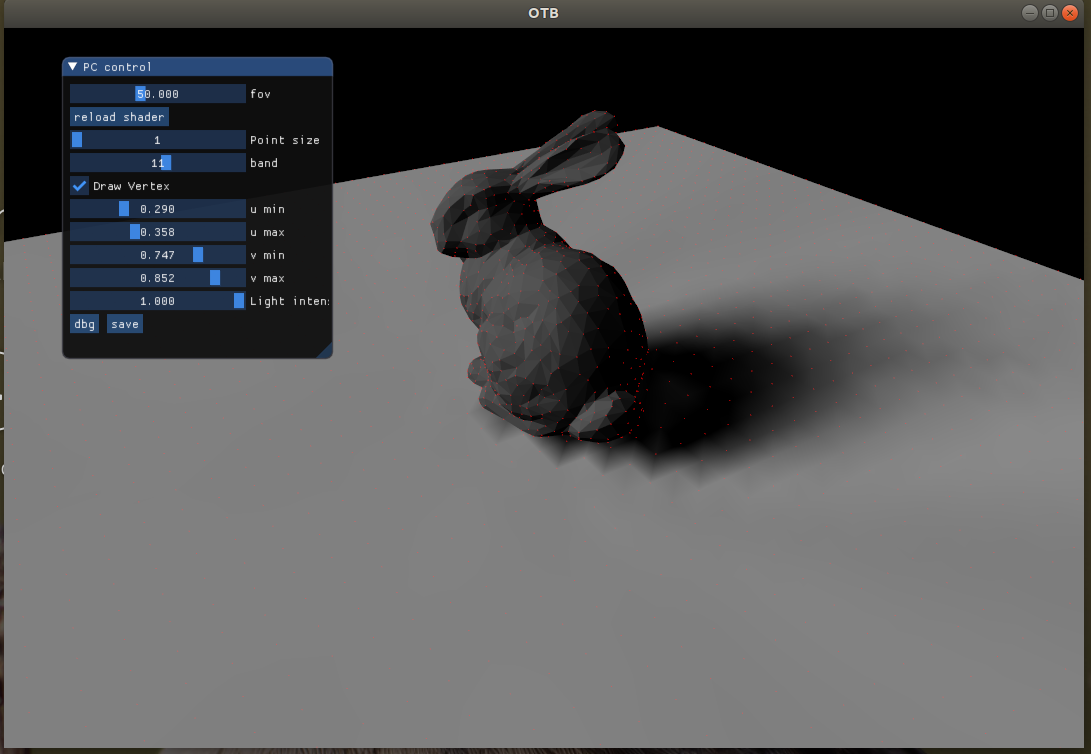 OTB
PC control
50.000 fov
reload shader
1 Point size
11 band
Draw Vertex
0.290 u min
0.358 u max
0.747 v min
0.852 v max
1.000 Light inten
dbg save